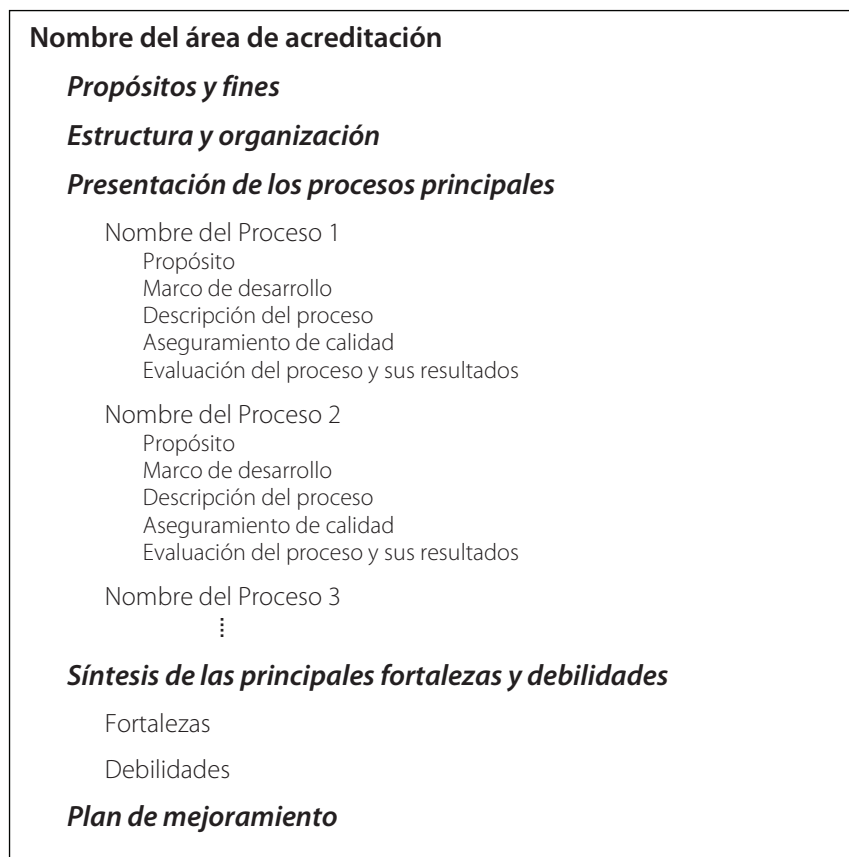 Nombre del área de acreditación
Propósitos y fines
Estructura y organización
Presentación de los procesos principales
Nombre del Proceso 1
Propósito
Marco de desarrollo
Descripción del proceso
Aseguramiento de calidad
Evaluación del proceso y sus resultados
Nombre del Proceso 2
Propósito
Marco de desarrollo
Descripción del proceso
Aseguramiento de calidad
Evaluación del proceso y sus resultados
Nombre del Proceso 3
Síntesis de las principales fortalezas y debilidades
Fortalezas
Debilidades
Plan de mejoramiento